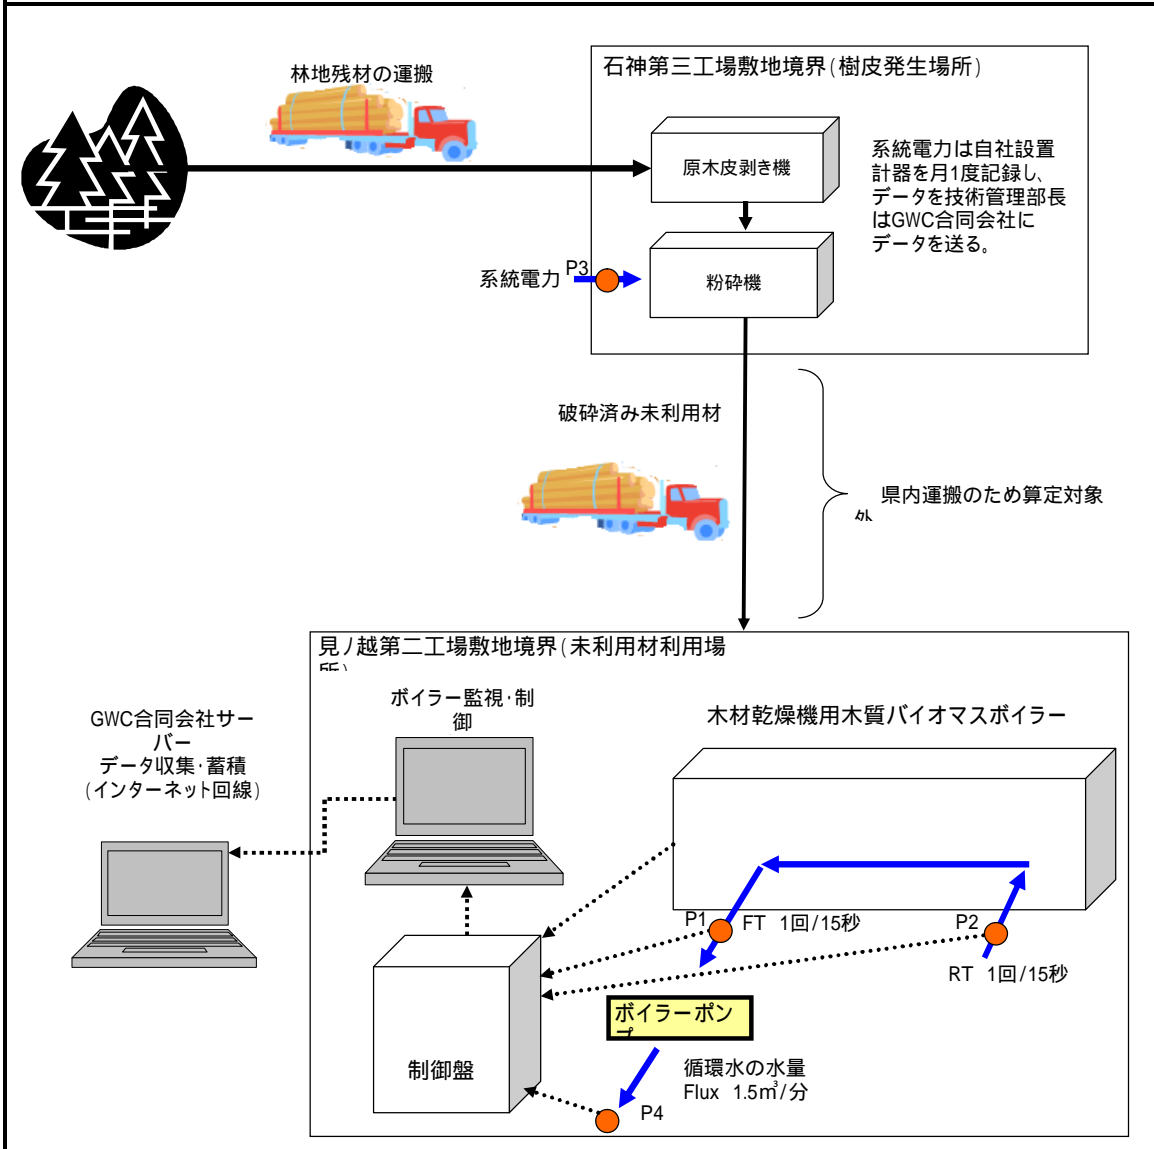 林地残材の運搬
石神第三工場敷地境界(樹皮発生場所)
原木皮剥き機
系統電力は自社設置
計器を月1度記録し、
データを技術管理部長
はGWC合同会社に
データを送る。
系統電力
P3
粉砕機
破砕済み未利用材
県内運搬のため算定対象
外
見ノ越第二工場敷地境界(未利用材利用場
所)
GWC合同会社サー
バー
データ収集・蓄積
(インターネット回線)
ボイラー監視・制
御
木材乾燥機用木質バイオマスボイラー
P1
FT 1回/15秒
P2
RT 1回/15秒
ボイラーポン
プ
制御盤
循環水の水量
Flux 1.5m³/分
P4